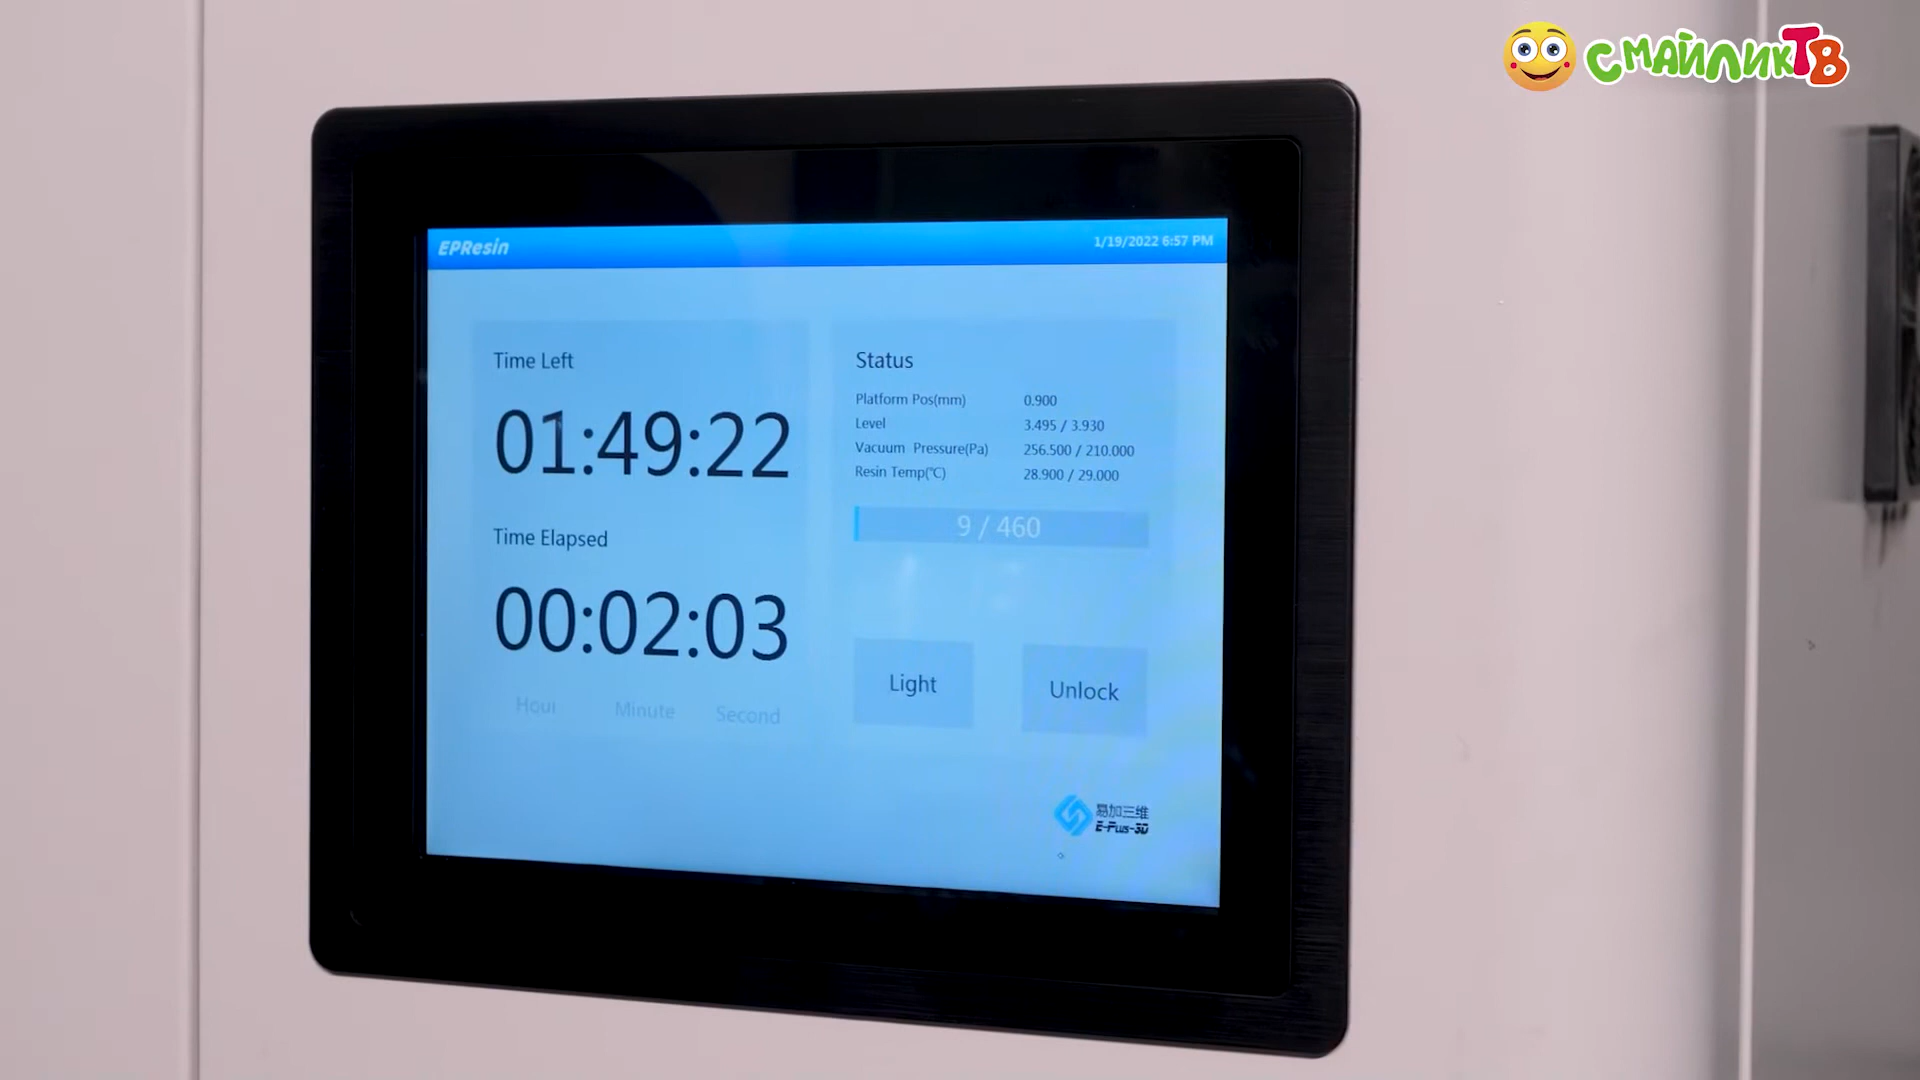 СМАЙЛИКТВ
EPResin
1/19/2022 6:57 PM
Time Left
01:49:22
Time Elapsed
00:02:03
Hour Minute Second
Status
Platform Pos(mm) 0.900
Level 3.495 / 3.930
Vacuum Pressure(Pa) 256.500 / 210.000
Resin Temp(℃) 28.900 / 29.000
9 / 460
Light
Unlock
易加三维
E-Plus-3D